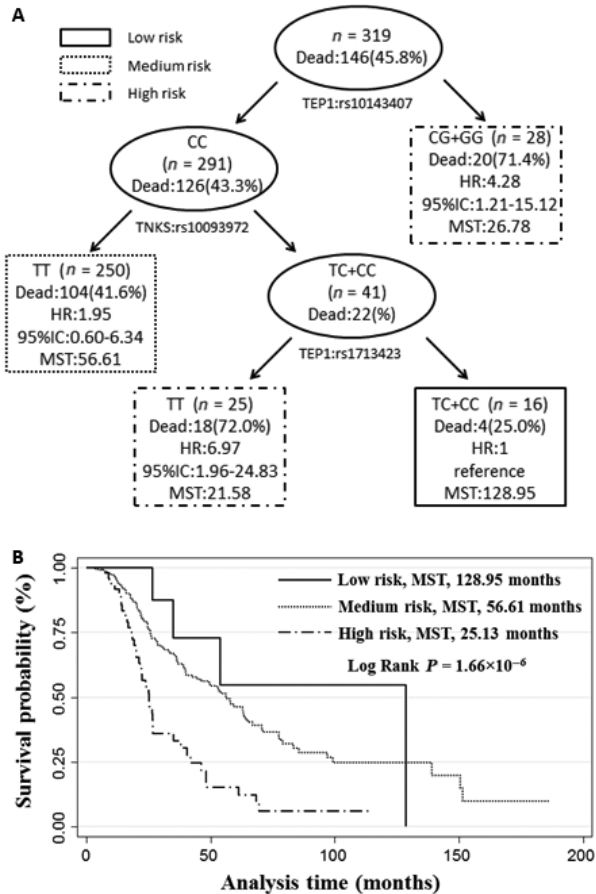 A
Low risk
Medium risk
High risk
n = 319
Dead:146(45.8%)
TEP1:rs10143407
CC
(n = 291)
Dead:126(43.3%)
CG+GG (n = 28)
Dead:20(71.4%)
HR:4.28
95%IC:1.21-15.12
MST:26.78
TNKS:rs10093972
TT (n = 250)
Dead:104(41.6%)
HR:1.95
95%IC:0.60-6.34
MST:56.61
TC+CC
(n = 41)
Dead:22(%)
TEP1:rs1713423
TT (n = 25)
Dead:18(72.0%)
HR:6.97
95%IC:1.96-24.83
MST:21.58
TC+CC (n = 16)
Dead:4(25.0%)
HR:1
reference
MST:128.95
B
Survival probability (%)
1.00
0.75
0.50
0.25
0.00
Low risk, MST, 128.95 months
Medium risk, MST, 56.61 months
High risk, MST, 25.13 months
Log Rank P = 1.66×10⁻⁶
0 50 100 150 200
Analysis time (months)